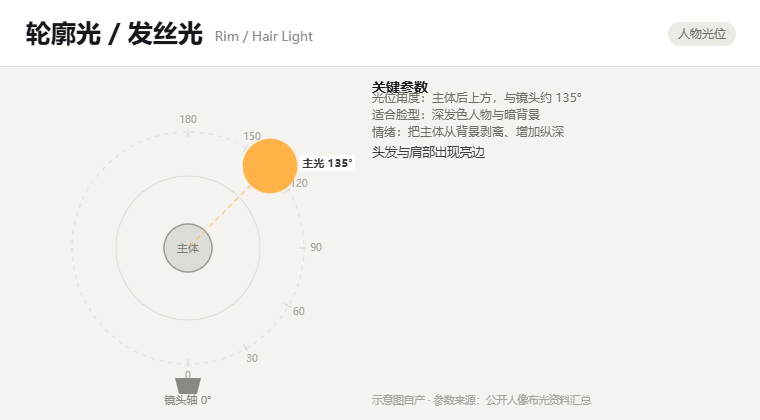 轮廓光 / 发丝光 Rim / Hair Light
人物光位
关键参数
光位角度：主体后上方，与镜头约 135°
适合脸型：深发色人物与暗背景
情绪：把主体从背景剥离、增加纵深
头发与肩部出现亮边
180
150
主光 135°
120
主体
90
60
30
0
镜头轴 0°
示意图自产 · 参数来源：公开人像布光资料汇总